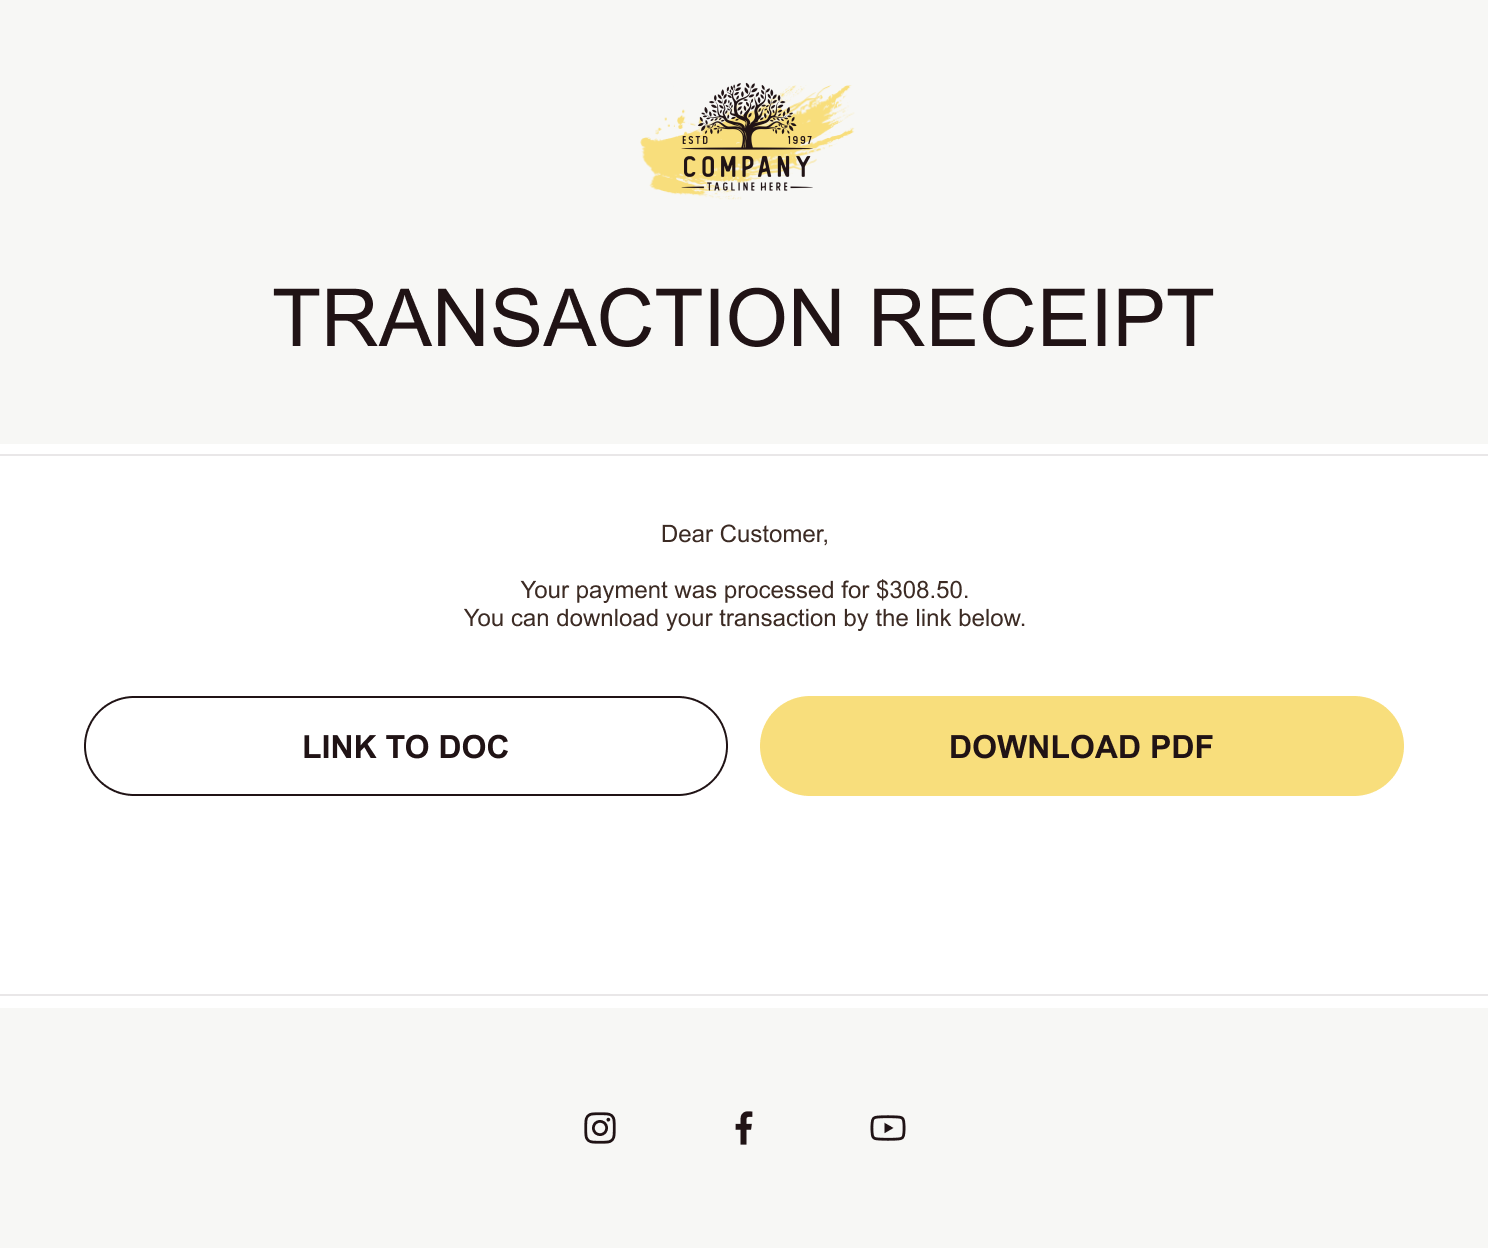 ESTD 1997
COMPANY
TAGLINE HERE
TRANSACTION RECEIPT
Dear Customer,
Your payment was processed for $308.50.
You can download your transaction by the link below.
LINK TO DOC
DOWNLOAD PDF